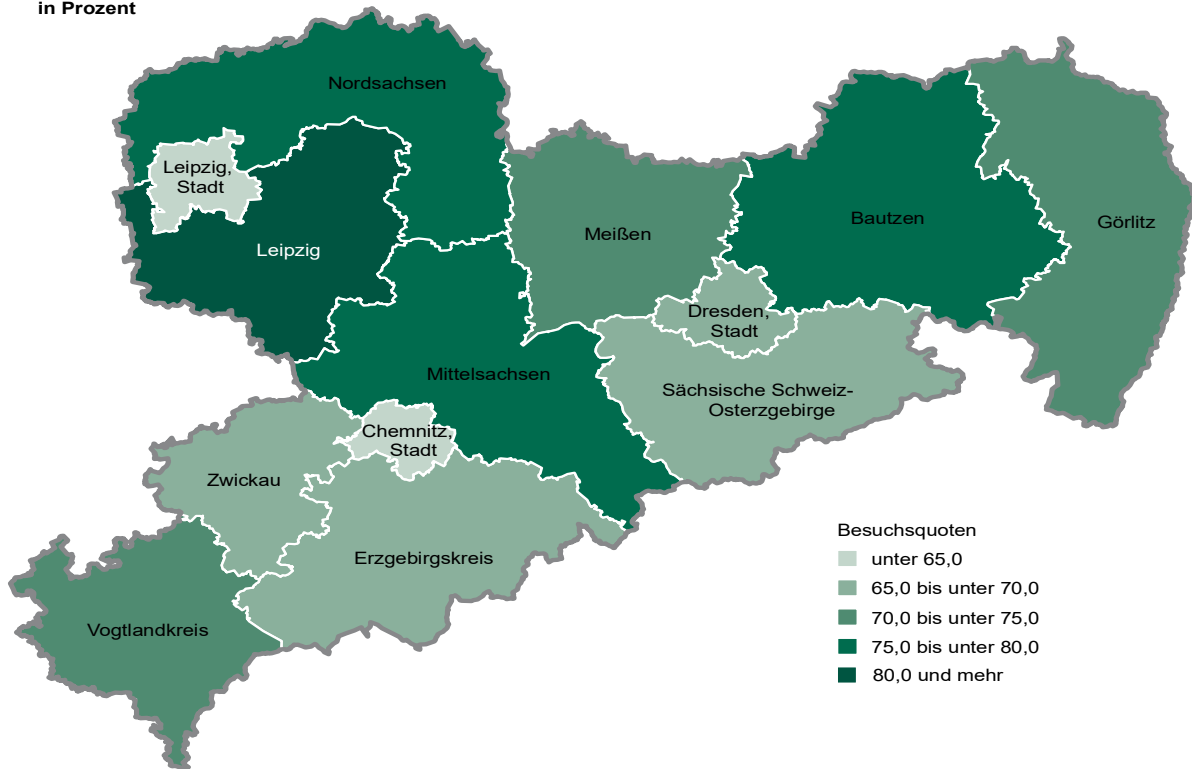 in Prozent
Nordsachsen
Leipzig,
Stadt
Leipzig
Meißen
Bautzen
Görlitz
Dresden,
Stadt
Mittelsachsen
Sächsische Schweiz-
Osterzgebirge
Chemnitz,
Stadt
Zwickau
Erzgebirgskreis
Vogtlandkreis
Besuchsquoten
unter 65,0
65,0 bis unter 70,0
70,0 bis unter 75,0
75,0 bis unter 80,0
80,0 und mehr